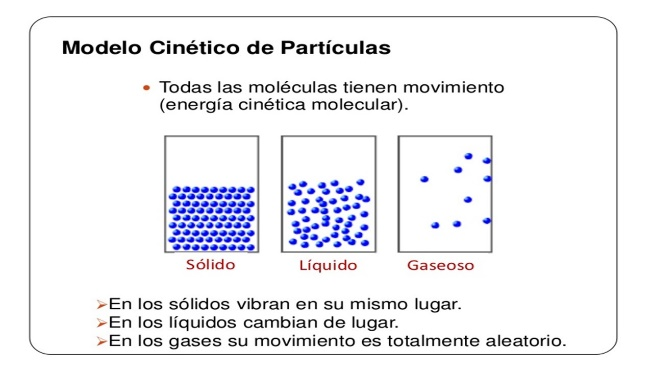 Modelo Cinético de Partículas
• Todas las moléculas tienen movimiento
(energía cinética molecular).
Sólido Líquido Gaseoso
➢En los sólidos vibran en su mismo lugar.
➢En los líquidos cambian de lugar.
➢En los gases su movimiento es totalmente aleatorio.